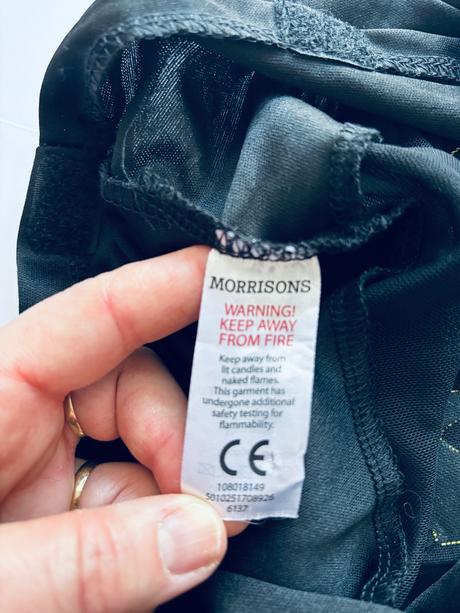 MORRISONS
WARNING!
KEEP AWAY
FROM FIRE
Keep away from
lit candles and
naked flames.
This garment has
undergone additional
safety testing for
flammability.
CE
108018149
5010251708926
6137